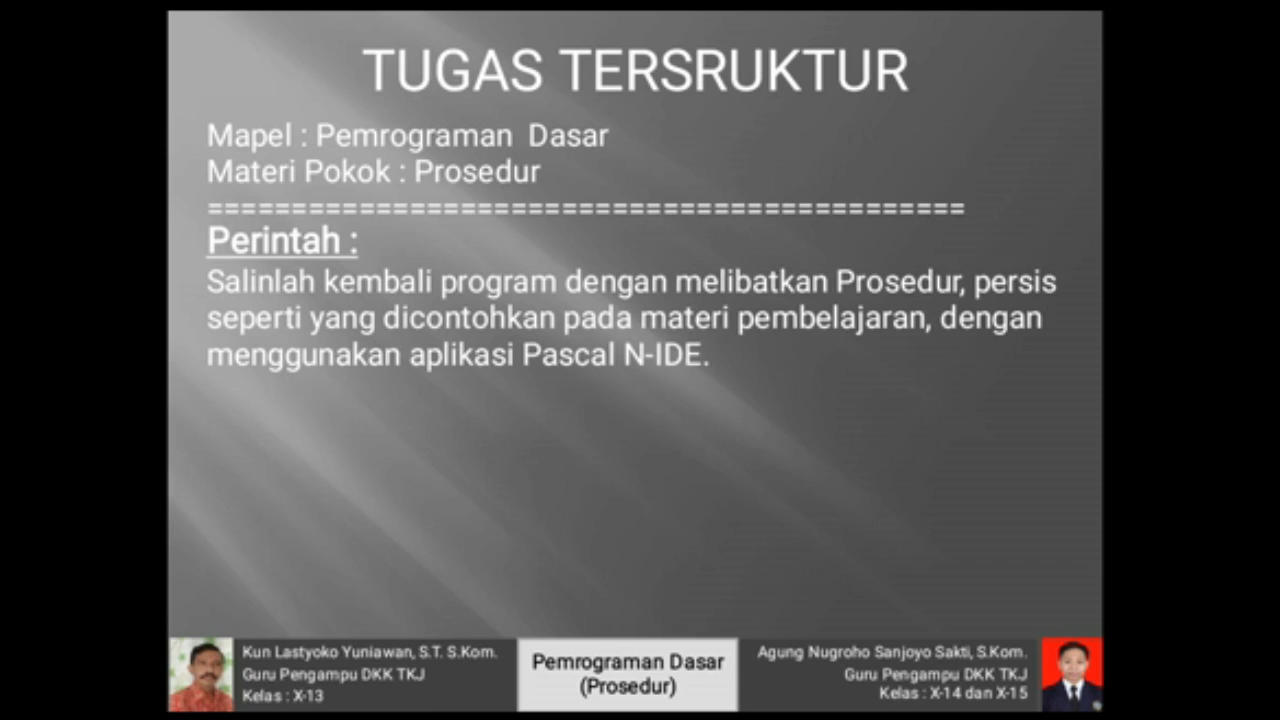 TUGAS TERSRUKTUR
Mapel : Pemrograman Dasar
Materi Pokok : Prosedur
=============================================
Perintah :
Salinlah kembali program dengan melibatkan Prosedur, persis
seperti yang dicontohkan pada materi pembelajaran, dengan
menggunakan aplikasi Pascal N-IDE.
Kun Lastyoko Yuniawan, S.T. S.Kom.
Guru Pengampu DKK TKJ
Kelas : X-13
Pemrograman Dasar
(Prosedur)
Agung Nugroho Sanjoyo Sakti, S.Kom.
Guru Pengampu DKK TKJ
Kelas : X-14 dan X-15